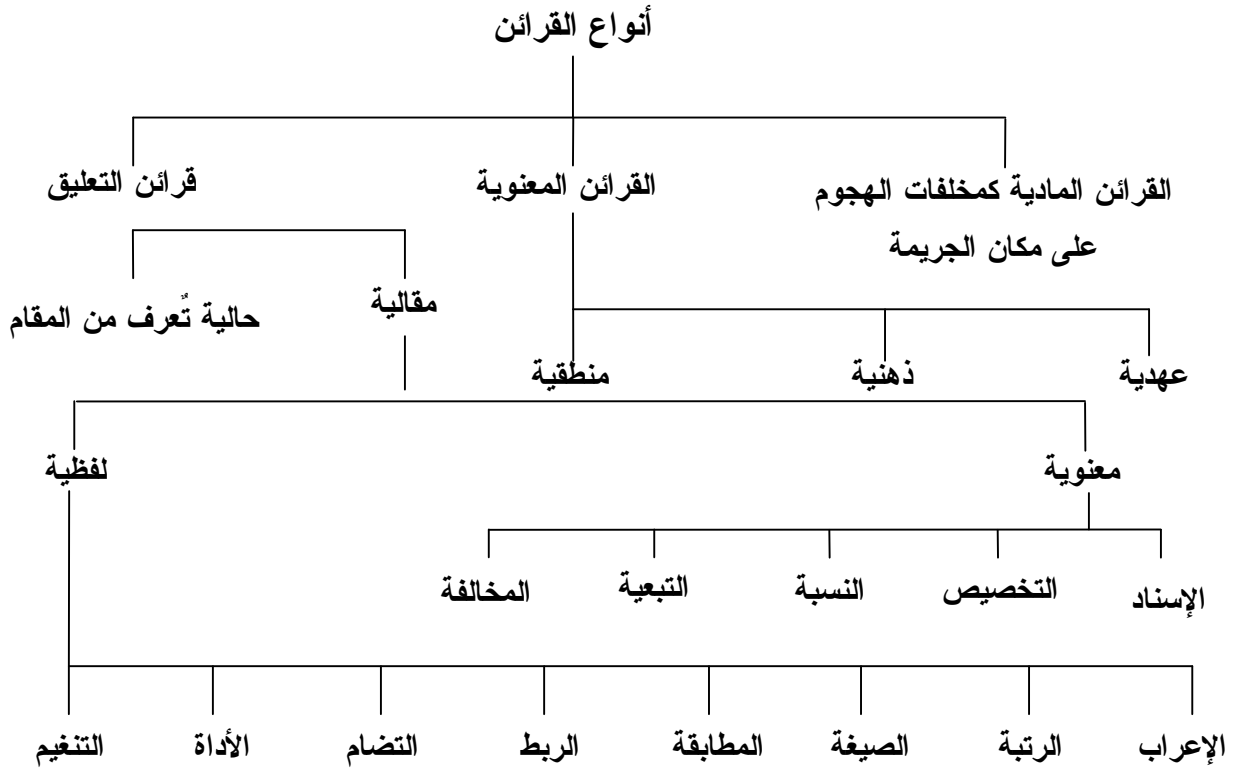 أنواع القرائن
القرائن المادية كمخلفات الهجوم
على مكان الجريمة
القرائن المعنوية
قرائن التعليق
عهدية
ذهنية
منطقية
مقالية
حالية تُعرف من المقام
معنوية
لفظية
الإسناد
التخصيص
النسبة
التبعية
المخالفة
الإعراب
الرتبة
الصيغة
المطابقة
الربط
التضام
الأداة
التنغيم